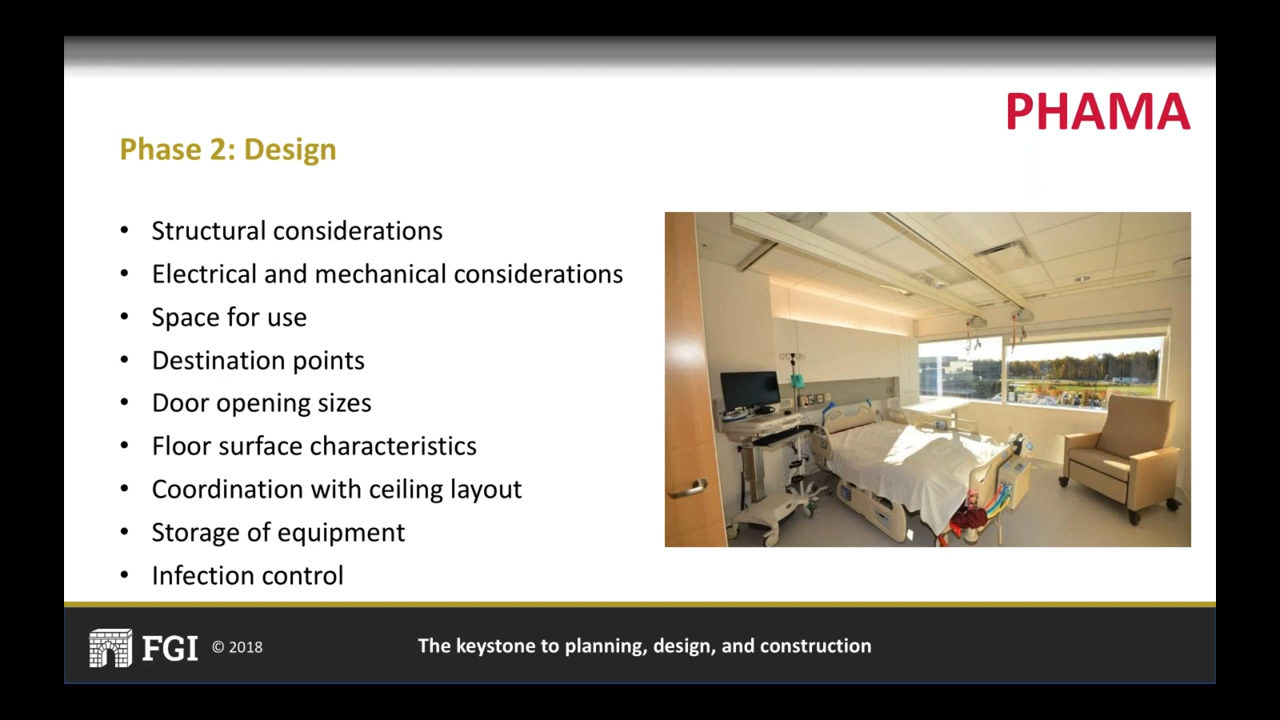 PHAMA
Phase 2: Design
• Structural considerations
• Electrical and mechanical considerations
• Space for use
• Destination points
• Door opening sizes
• Floor surface characteristics
• Coordination with ceiling layout
• Storage of equipment
• Infection control
FGI © 2018
The keystone to planning, design, and construction